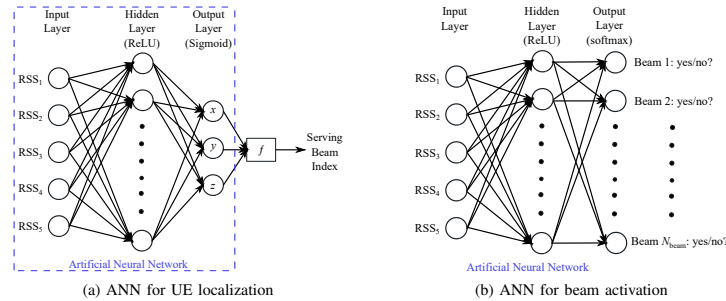 Input
Layer
Hidden
Layer
(ReLU)
Output
Layer
(Sigmoid)
RSS1
RSS2
RSS3
RSS4
RSS5
x
y
z
f
Serving
Beam
Index
Artificial Neural Network
(a) ANN for UE localization
Input
Layer
Hidden
Layer
(ReLU)
Output
Layer
(softmax)
RSS1
RSS2
RSS3
RSS4
RSS5
Beam 1: yes/no?
Beam 2: yes/no?
Beam Nbeam: yes/no?
Artificial Neural Network
(b) ANN for beam activation